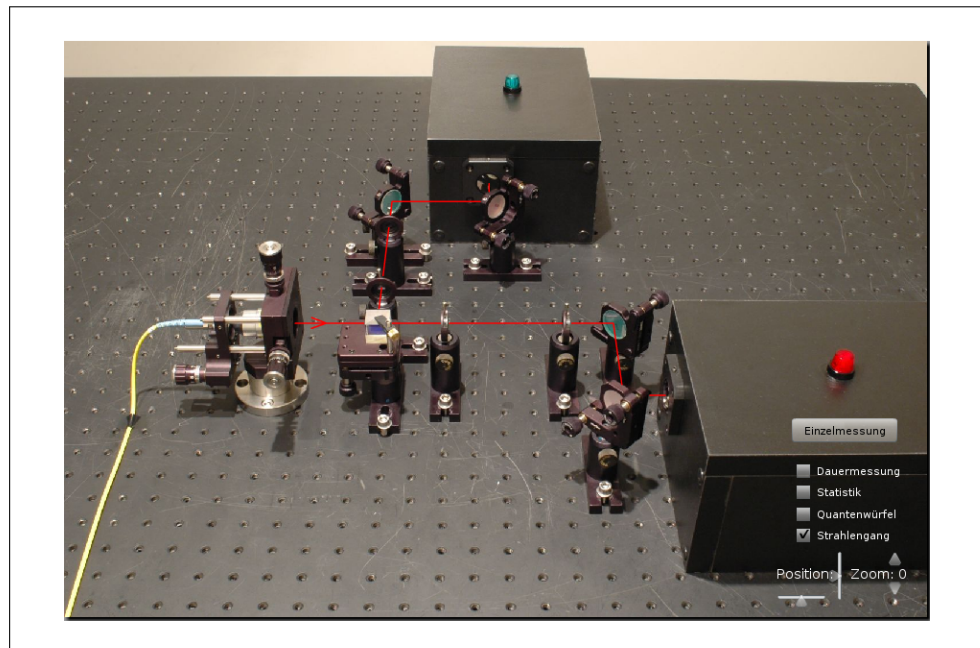 Einzelmessung
Dauermessung
Statistik
Quantenwürfel
Strahlengang
Position:
Zoom: 0